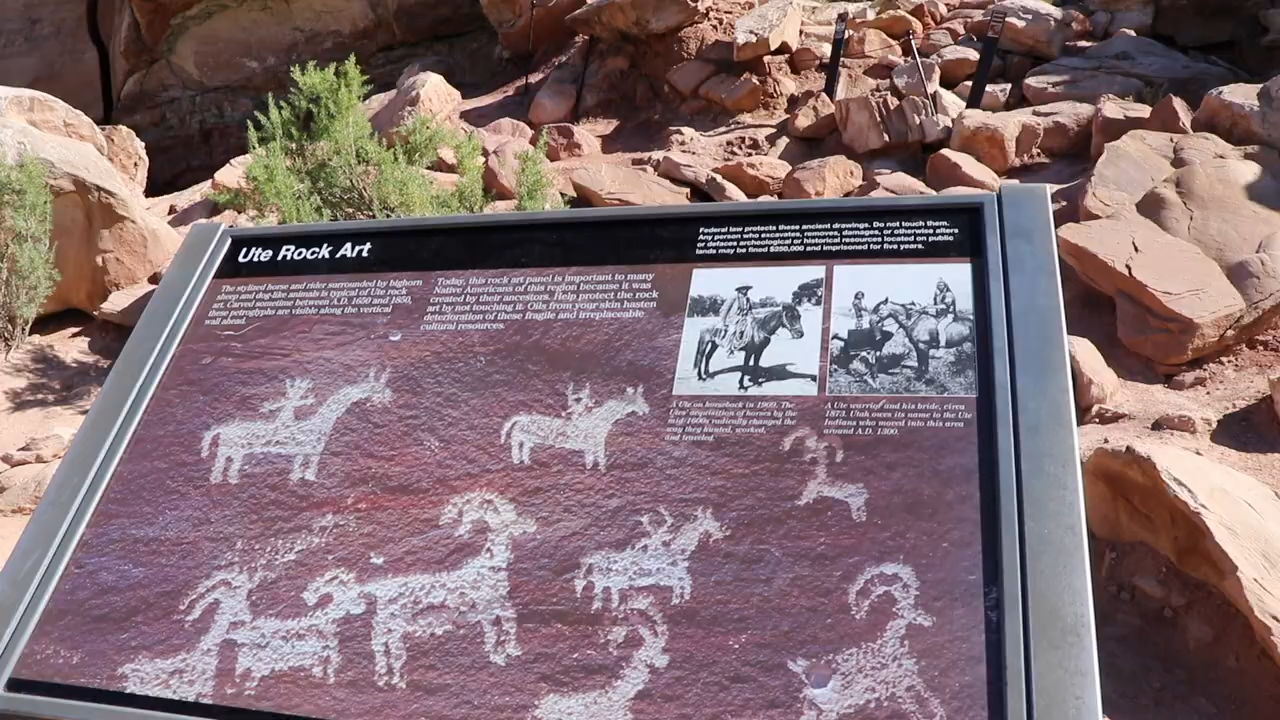 Ute Rock Art
Federal law protects these ancient drawings. Do not touch them.
Any person who excavates, removes, damages, or otherwise alters
or defaces archeological or historical resources located on public
lands may be fined $250,000 and imprisoned for five years.
The stylized horse and rider surrounded by bighorn
sheep and dog-like animals is typical of Ute rock
art. Carved sometime between A.D. 1650 and 1850,
these petroglyphs are visible along the vertical
wall ahead.
Today, this rock art panel is important to many
Native Americans of this region because it was
created by their ancestors. Help protect the rock
art by not touching it. Oils from your skin hasten
deterioration of these fragile and irreplaceable
cultural resources.
A Ute on horseback in 1909. The
Utes' acquisition of horses by the
mid-1600s radically changed the
way they hunted, worked,
and traveled.
A Ute warrior and his bride, circa
1873. Utah owes its name to the Ute
Indians who moved into this area
around A.D. 1300.